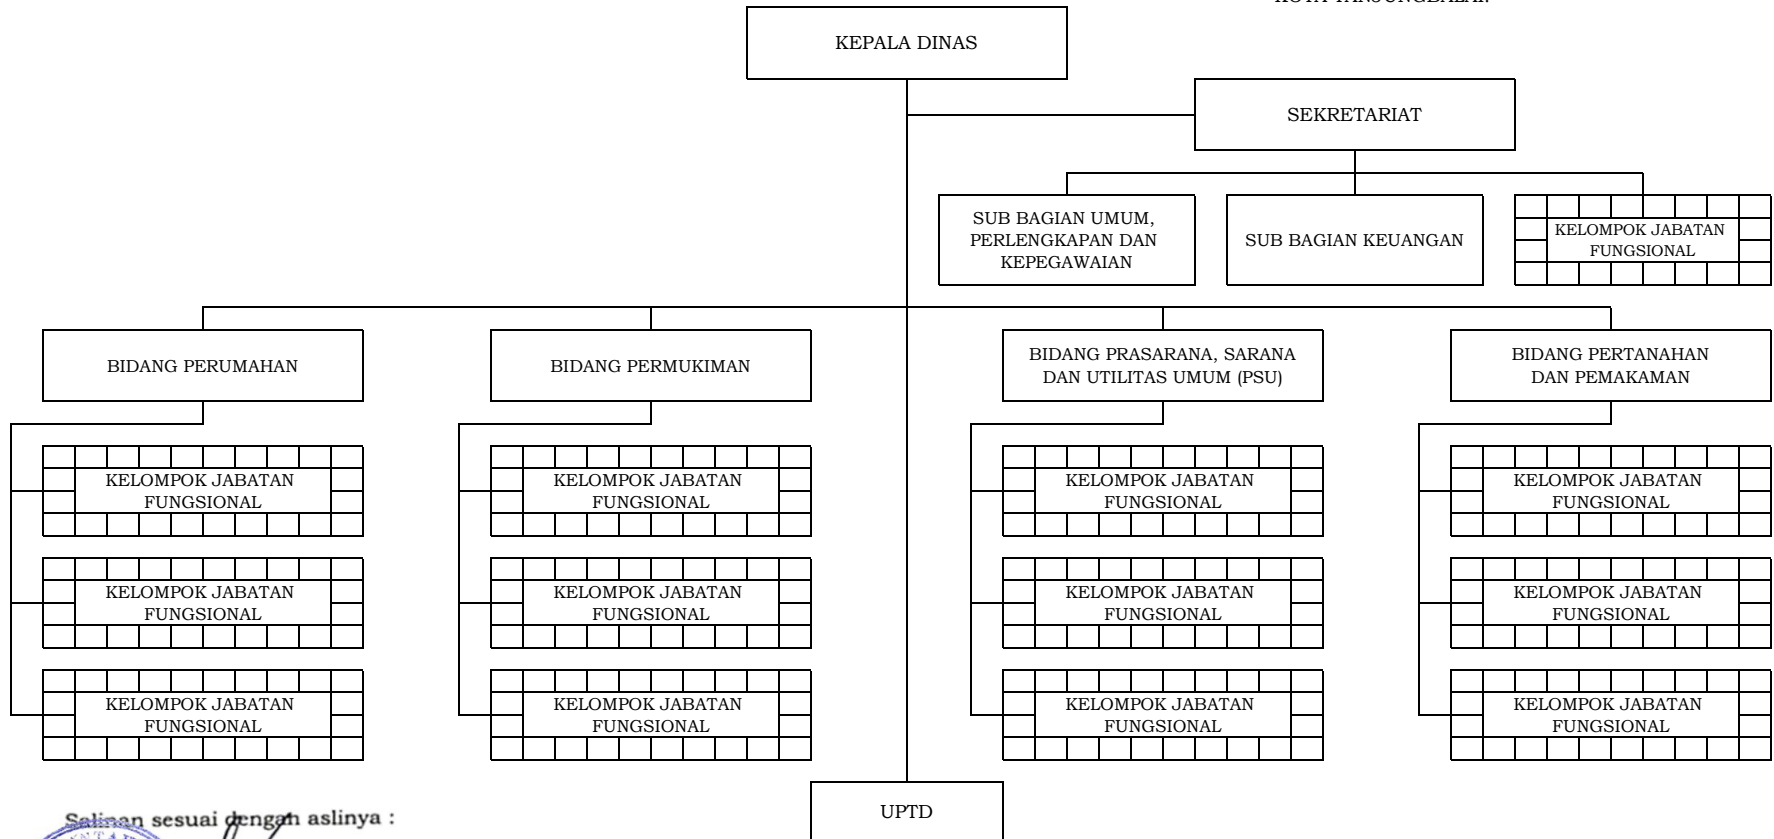 KOTA TANJUNGBALAI.
KEPALA DINAS
SEKRETARIAT
SUB BAGIAN UMUM,
PERLENGKAPAN DAN
KEPEGAWAIAN
SUB BAGIAN KEUANGAN
KELOMPOK JABATAN
FUNGSIONAL
BIDANG PERUMAHAN
BIDANG PERMUKIMAN
BIDANG PRASARANA, SARANA
DAN UTILITAS UMUM (PSU)
BIDANG PERTANAHAN
DAN PEMAKAMAN
KELOMPOK JABATAN
FUNGSIONAL
KELOMPOK JABATAN
FUNGSIONAL
KELOMPOK JABATAN
FUNGSIONAL
KELOMPOK JABATAN
FUNGSIONAL
KELOMPOK JABATAN
FUNGSIONAL
KELOMPOK JABATAN
FUNGSIONAL
KELOMPOK JABATAN
FUNGSIONAL
KELOMPOK JABATAN
FUNGSIONAL
KELOMPOK JABATAN
FUNGSIONAL
KELOMPOK JABATAN
FUNGSIONAL
KELOMPOK JABATAN
FUNGSIONAL
KELOMPOK JABATAN
FUNGSIONAL
UPTD
Salinan sesuai dengan aslinya :